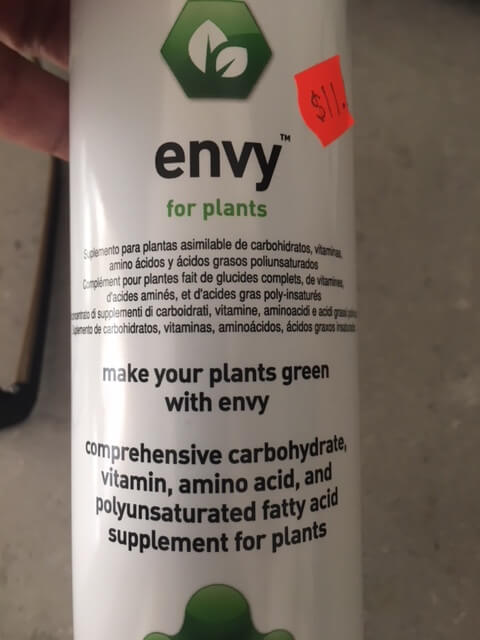 $11.
envy™
for plants
Suplemento para plantas asimilable de carbohidratos, vitaminas,
amino ácidos y ácidos grasos poliunsaturados
Complément pour plantes fait de glucides complets, de vitamines,
d'acides aminés, et d'acides gras poly-insaturés
di supplementi di carboidrati, vitamine, aminoacidi e acidi grassi
de carbohidratos, vitaminas, aminoácidos, ácidos graxos
make your plants green
with envy
comprehensive carbohydrate,
vitamin, amino acid, and
polyunsaturated fatty acid
supplement for plants